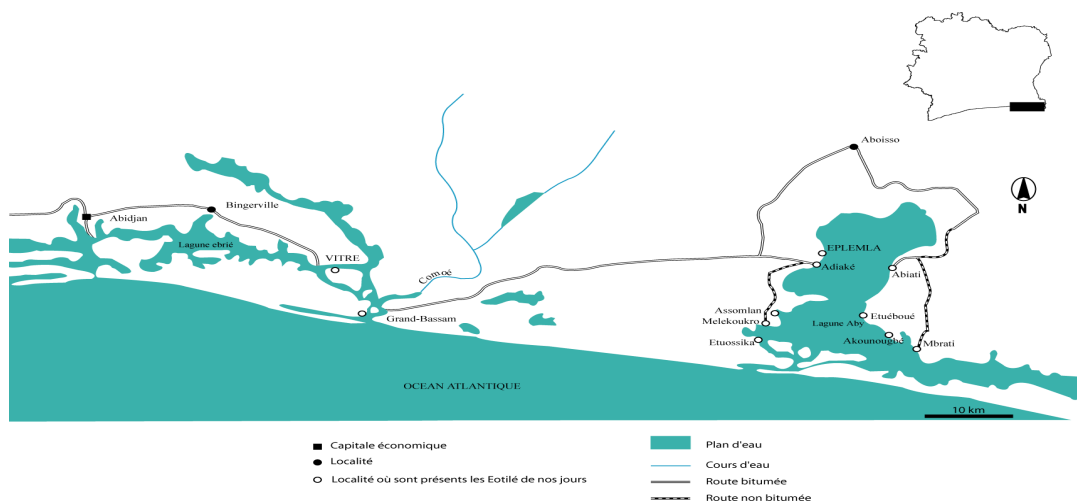 Aboisso
N
Bingerville
Abidjan
Lagune ebrié
VITRE
EPLEMLA
Adiaké
Abiati
Comoé
Assomlan
Melekoukro
Grand-Bassam
Etuéboué
Lagune Aby
Etuossika
Akounougbé
Mbrati
OCEAN ATLANTIQUE
10 km
Capitale économique
Localité
Localité où sont présents les Eotilé de nos jours
Plan d'eau
Cours d'eau
Route bitumée
Route non bitumée